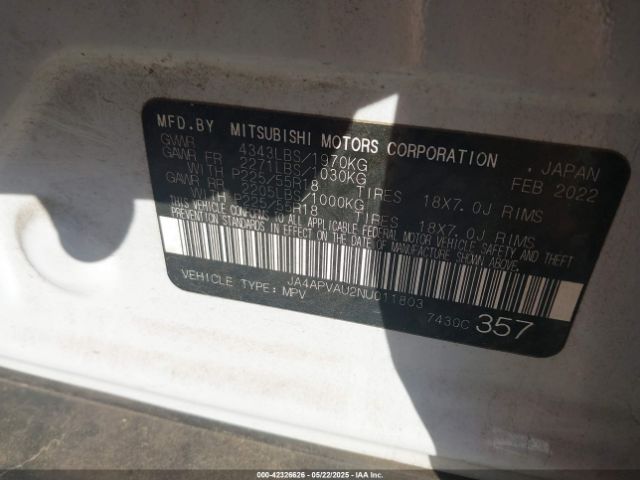 MFD.BY MITSUBISHI MOTORS CORPORATION . JAPAN
GVWR 4343LBS/1970KG FEB 2022
GAWR FR 2271LBS/1030KG
WITH P225/55R18 TIRES 18X7.0J RIMS
GAWR RR 2205LBS/1000KG
WITH P225/55R18 TIRES 18X7.0J RIMS
THIS VEHICLE CONFORMS TO ALL APPLICABLE FEDERAL MOTOR VEHICLE SAFETY AND THEFT
PREVENTION STANDARDS IN EFFECT ON THE DATE OF MANUFACTURE SHOWN ABOVE.
JA4APVAU2NU011803
VEHICLE TYPE: MPV
743GC 357
00-42326626 - 05/22/2025 - IAA Inc.